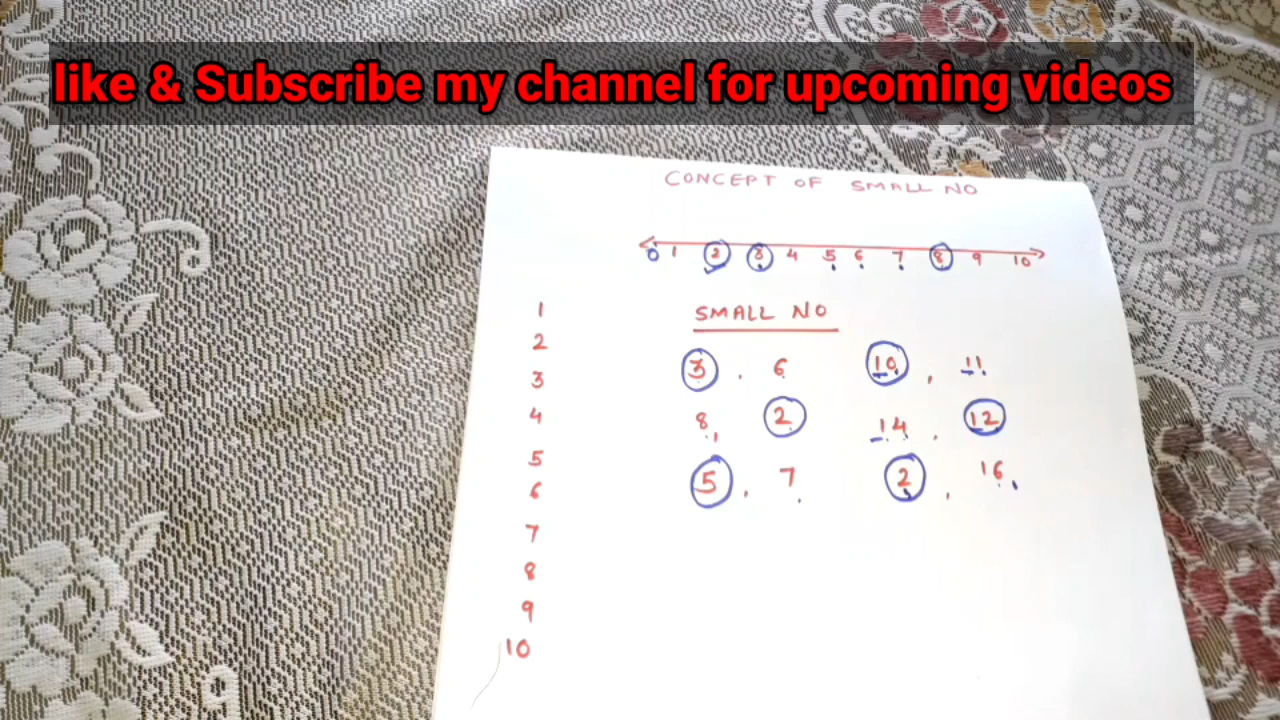 like & Subscribe my channel for upcoming videos
CONCEPT OF SMALL NO
0 1 2 3 4 5 6 7 8 9 10
SMALL NO
3 , 6
10 , 11
8, 2
14 , 12
5 , 7
2 , 16,
1
2
3
4
5
6
7
8
9
10